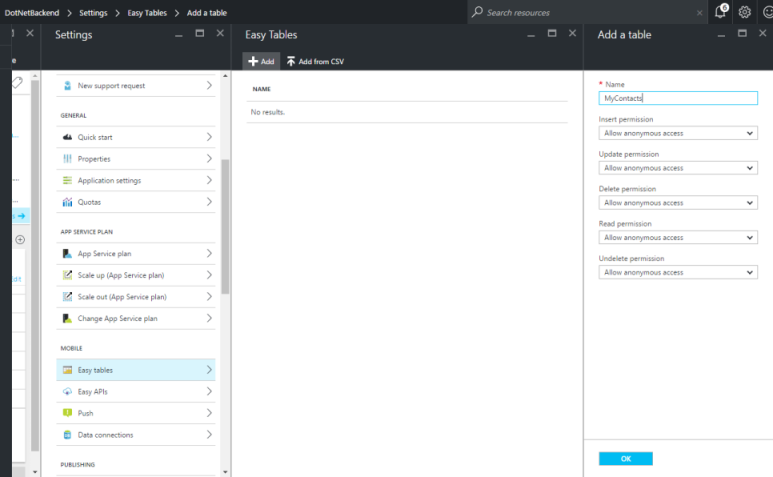 DotNetBackend > Settings > Easy Tables > Add a table
Search resources
6
Settings
Easy Tables
Add a table
Add
Add from CSV
New support request
GENERAL
Quick start
Properties
Application settings
Quotas
APP SERVICE PLAN
App Service plan
Scale up (App Service plan)
Scale out (App Service plan)
Change App Service plan
MOBILE
Easy tables
Easy APIs
Push
Data connections
PUBLISHING
NAME
No results.
* Name
MyContacts
Insert permission
Allow anonymous access
Update permission
Allow anonymous access
Delete permission
Allow anonymous access
Read permission
Allow anonymous access
Undelete permission
Allow anonymous access
OK